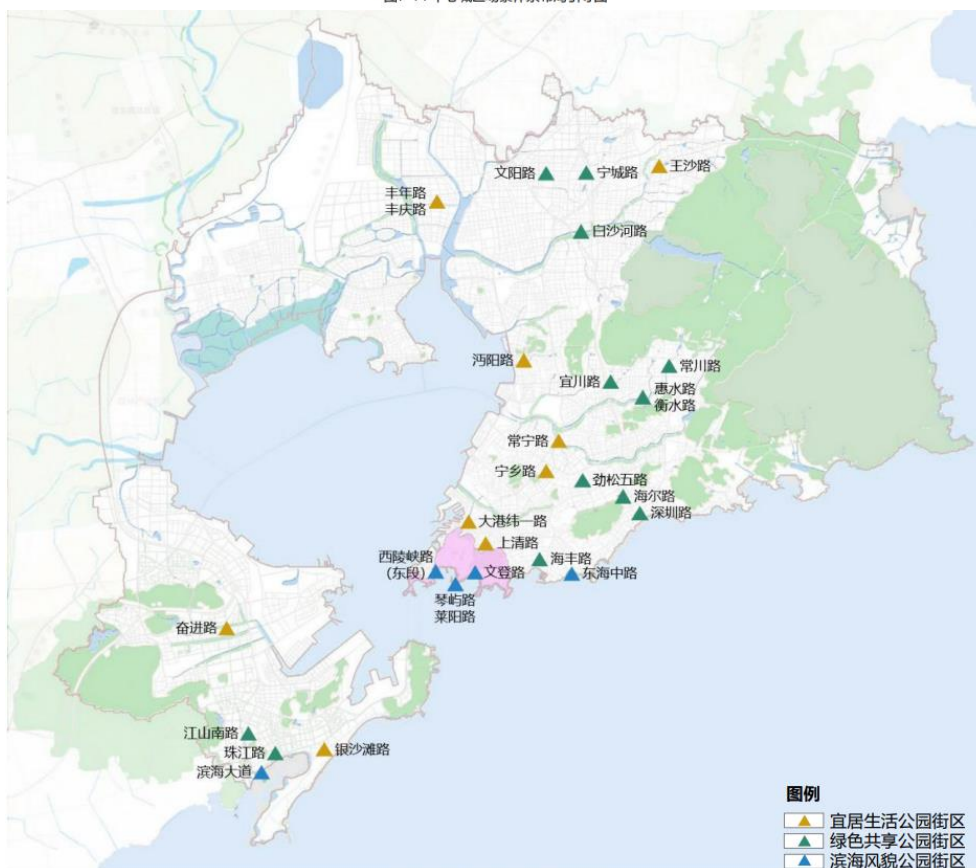 文阳路
宁城路
王沙路
丰年路
丰庆路
白沙河路
沔阳路
常川路
宜川路
惠水路
衡水路
常宁路
宁乡路
劲松五路
海尔路
深圳路
大港纬一路
上清路
西陵峡路
(东段)
文登路
海丰路
东海中路
琴屿路
莱阳路
奋进路
江山南路
珠江路
银沙滩路
滨海大道
图例
宜居生活公园街区
绿色共享公园街区
滨海风貌公园街区